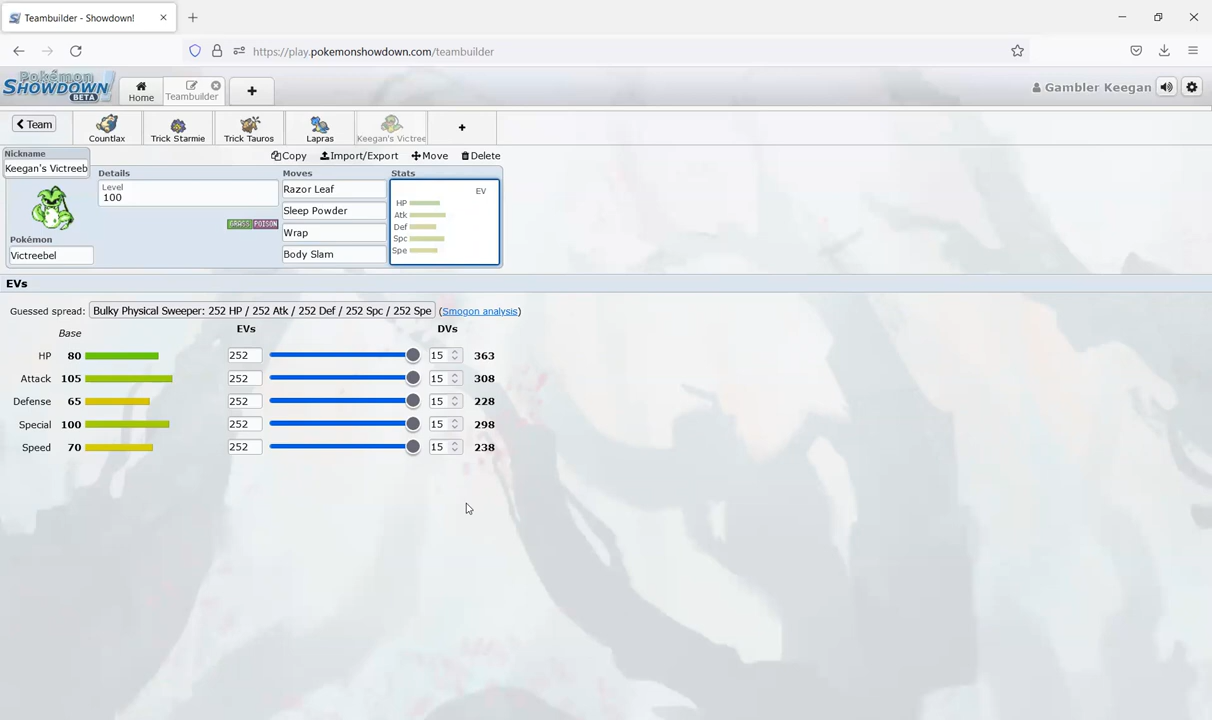 Teambuilder - Showdown!
https://play.pokemonshowdown.com/teambuilder
Pokémon
SHOWDOWN
BETA
Home
Teambuilder
Gambler Keegan
Team
Countlax
Trick Starmie
Trick Tauros
Lapras
Keegan's Victree
Nickname
Keegan's Victreeb
Copy
Import/Export
Move
Delete
Details
Moves
Stats
Level
100
Razor Leaf
Sleep Powder
Wrap
Body Slam
EV
HP
Atk
Def
Spc
Spe
GRASS POISON
Pokémon
Victreebel
EVs
Guessed spread: Bulky Physical Sweeper: 252 HP / 252 Atk / 252 Def / 252 Spc / 252 Spe (Smogon analysis)
Base EVs DVs
HP 80 252 15 363
Attack 105 252 15 308
Defense 65 252 15 228
Special 100 252 15 298
Speed 70 252 15 238